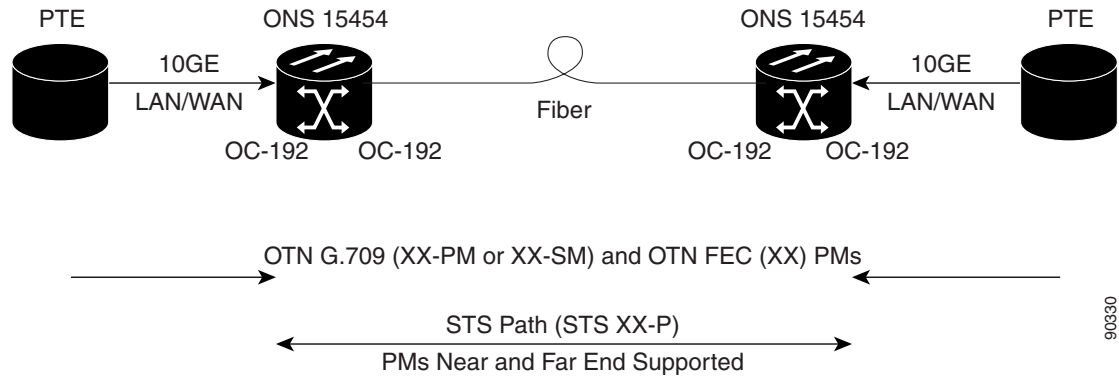 PTE
ONS 15454
ONS 15454
PTE
10GE
LAN/WAN
10GE
LAN/WAN
Fiber
OC-192
OC-192
OC-192
OC-192
OTN G.709 (XX-PM or XX-SM) and OTN FEC (XX) PMs
STS Path (STS XX-P)
PMs Near and Far End Supported
90330